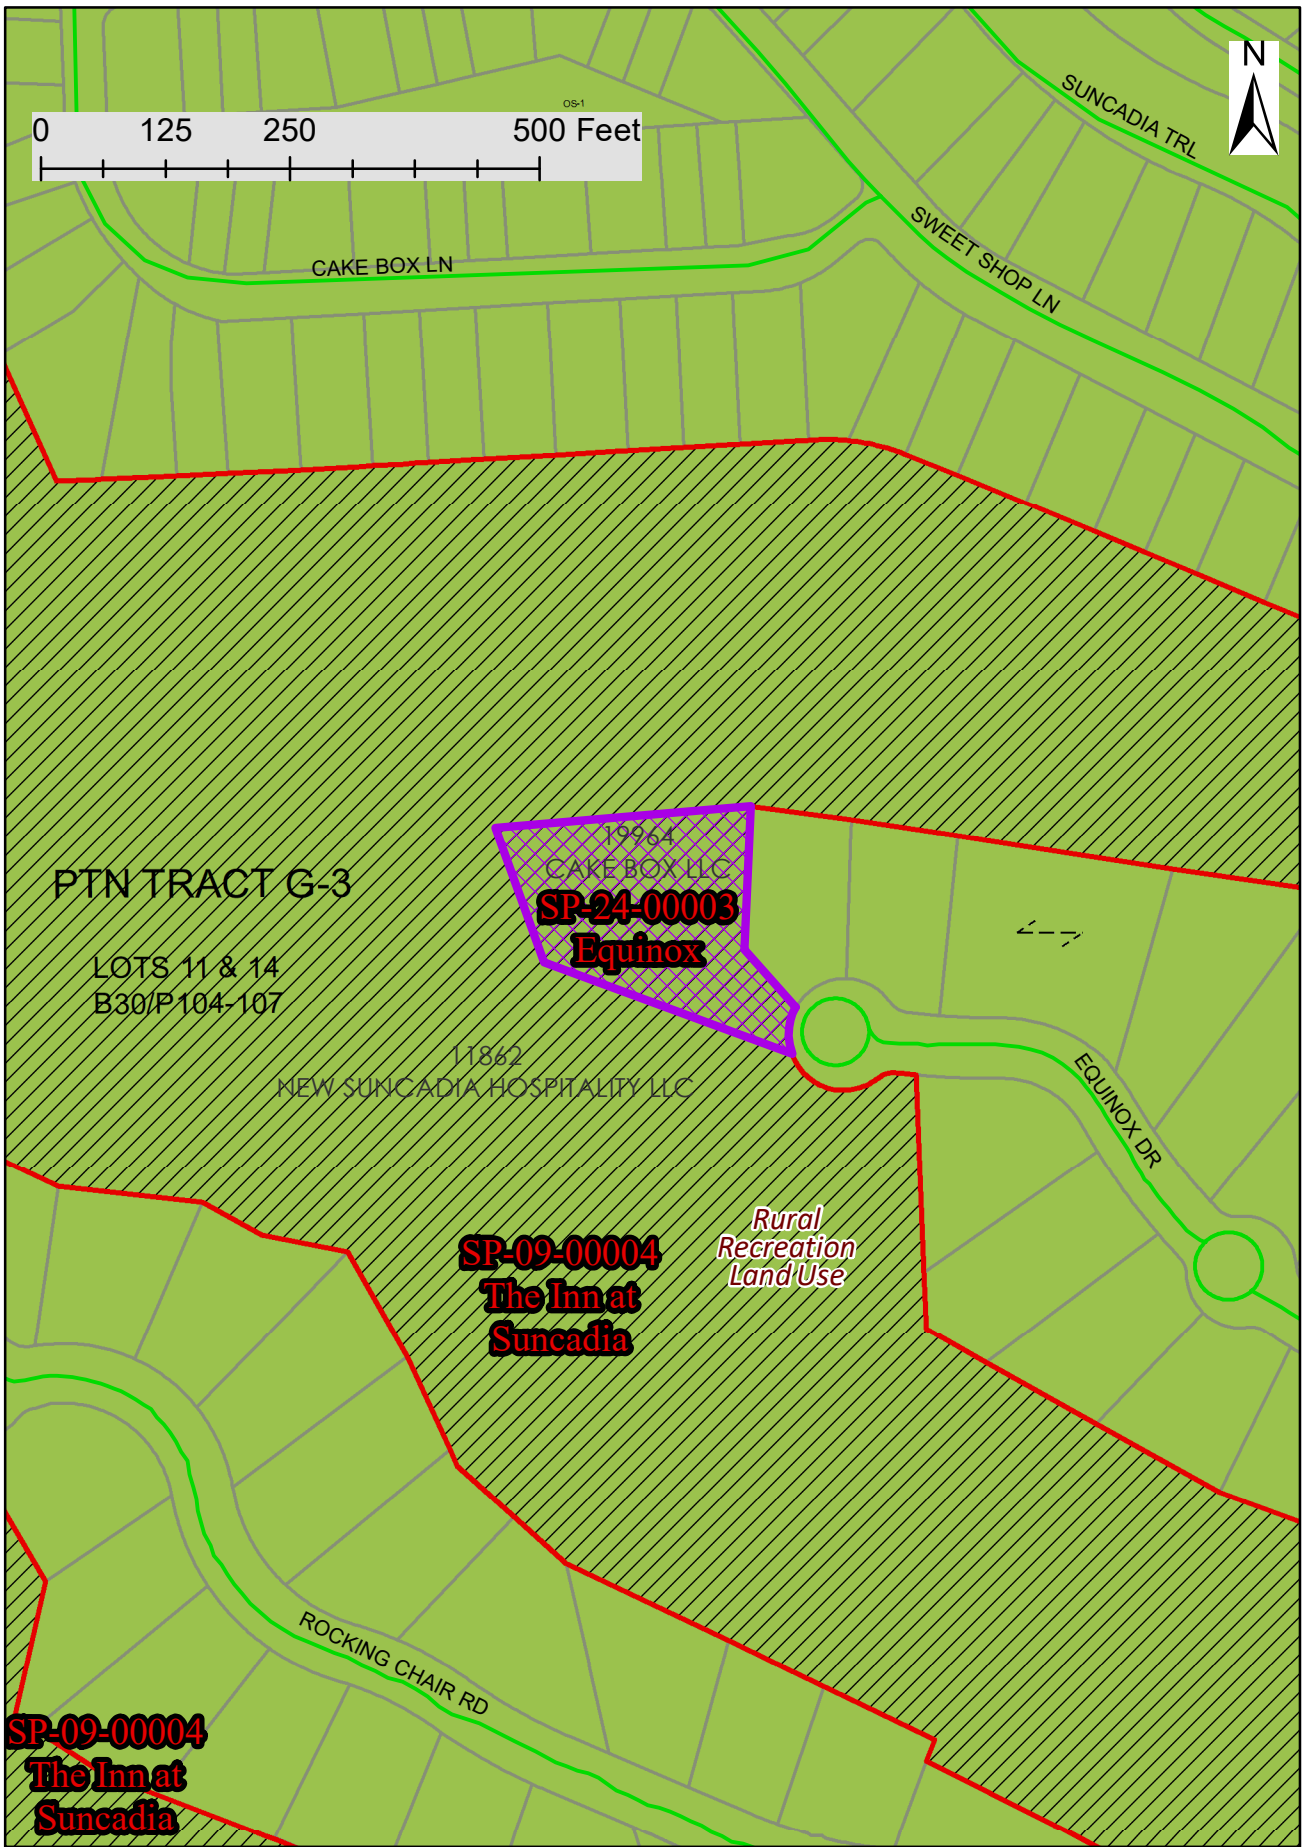 N
SUNCADIA TRL
OS-1
0 125 250 500 Feet
SWEET SHOP LN
CAKE BOX LN
19964
CAKE BOX LLC
SP-24-00003
Equinox
PTN TRACT G-3
LOTS 11 & 14
B30/P104-107
11862
NEW SUNCADIA HOSPITALITY LLC
EQUINOX DR
Rural
Recreation
Land Use
SP-09-00004
The Inn at
Suncadia
ROCKING CHAIR RD
SP-09-00004
The Inn at
Suncadia